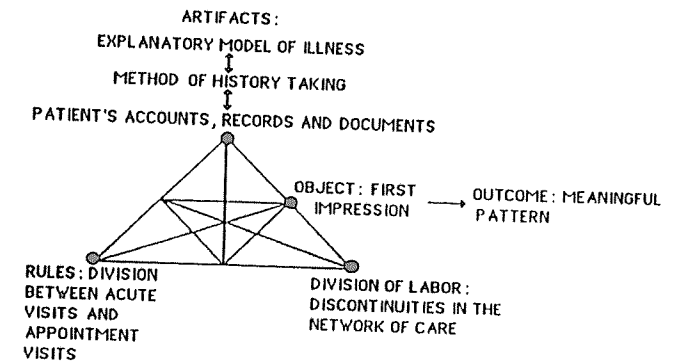 ARTIFACTS:
EXPLANATORY MODEL OF ILLNESS
METHOD OF HISTORY TAKING
PATIENT'S ACCOUNTS, RECORDS AND DOCUMENTS
OBJECT: FIRST
IMPRESSION
OUTCOME: MEANINGFUL
PATTERN
RULES: DIVISION
BETWEEN ACUTE
VISITS AND
APPOINTMENT
VISITS
DIVISION OF LABOR:
DISCONTINUITIES IN THE
NETWORK OF CARE